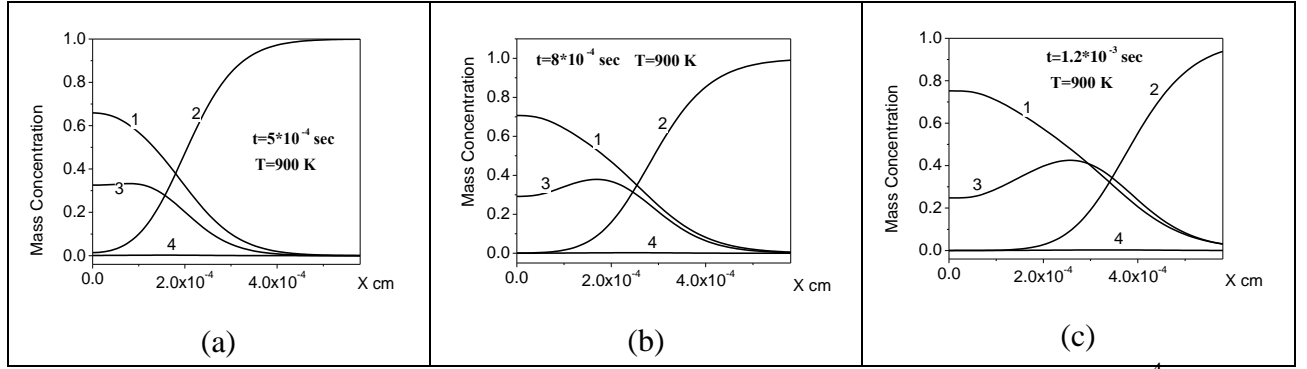 1.0
0.8
0.6
0.4
0.2
0.0
Mass Concentration
1
2
3
4
t=5*10⁻⁴ sec
T=900 K
0.0
2.0x10⁻⁴
4.0x10⁻⁴
X cm
(a)
1.0
0.8
0.6
0.4
0.2
0.0
Mass Concentration
t=8*10⁻⁴ sec T=900 K
1
2
3
4
0.0
2.0x10⁻⁴
4.0x10⁻⁴
X cm
(b)
1.0
0.8
0.6
0.4
0.2
0.0
Mass Concentration
t=1.2*10⁻³ sec
T=900 K
1
2
3
4
0.0
2.0x10⁻⁴
4.0x10⁻⁴
X cm
(c)